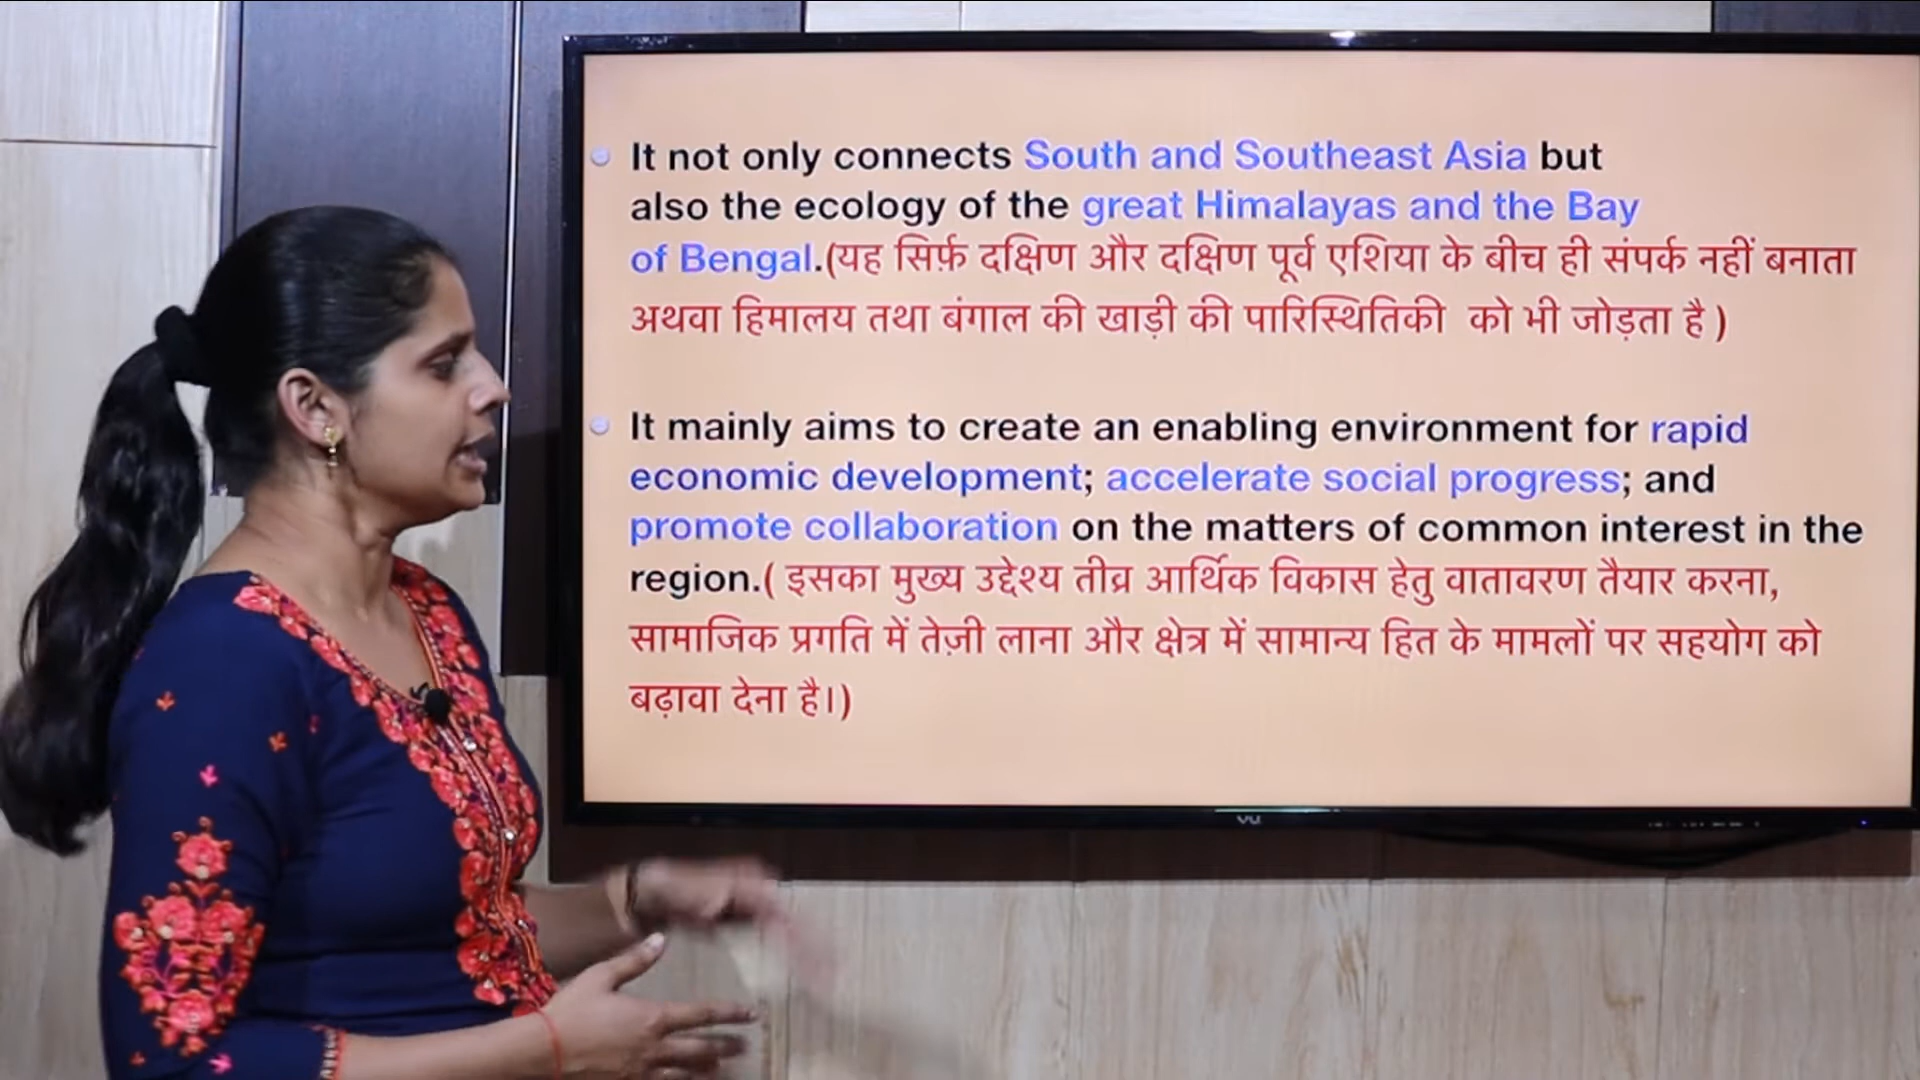 It not only connects South and Southeast Asia but
also the ecology of the great Himalayas and the Bay
of Bengal.(यह सिर्फ़ दक्षिण और दक्षिण पूर्व एशिया के बीच ही संपर्क नहीं बनाता
अथवा हिमालय तथा बंगाल की खाड़ी की पारिस्थितिकी को भी जोड़ता है )
It mainly aims to create an enabling environment for rapid
economic development; accelerate social progress; and
promote collaboration on the matters of common interest in the
region.( इसका मुख्य उद्देश्य तीव्र आर्थिक विकास हेतु वातावरण तैयार करना,
सामाजिक प्रगति में तेज़ी लाना और क्षेत्र में सामान्य हित के मामलों पर सहयोग को
बढ़ावा देना है।)
VU